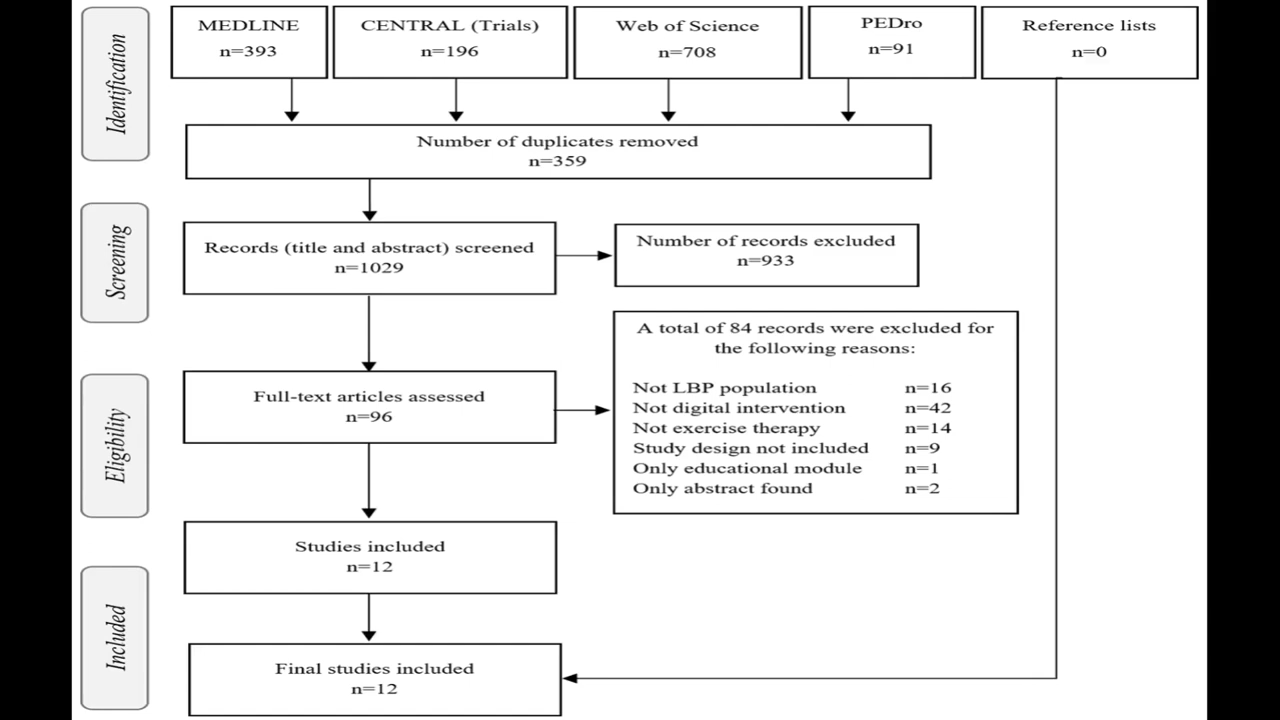 Identification
MEDLINE
n=393
CENTRAL (Trials)
n=196
Web of Science
n=708
PEDro
n=91
Reference lists
n=0
Number of duplicates removed
n=359
Screening
Records (title and abstract) screened
n=1029
Number of records excluded
n=933
Eligibility
Full-text articles assessed
n=96
A total of 84 records were excluded for
the following reasons:
Not LBP population n=16
Not digital intervention n=42
Not exercise therapy n=14
Study design not included n=9
Only educational module n=1
Only abstract found n=2
Studies included
n=12
Included
Final studies included
n=12